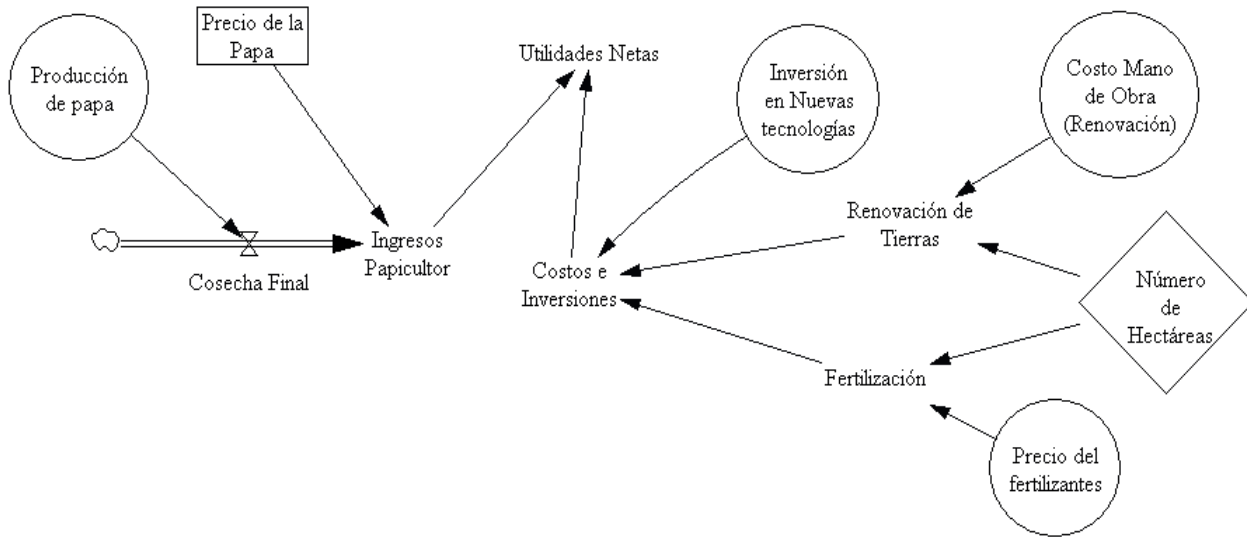 Producción
de papa
Precio de la
Papa
Utilidades Netas
Inversión
en Nuevas
tecnologías
Costo Mano
de Obra
(Renovación)
Cosecha Final
Ingresos
Papicultor
Costos e
Inversiones
Renovación de
Tierras
Número
de
Hectáreas
Fertilización
Precio del
fertilizantes